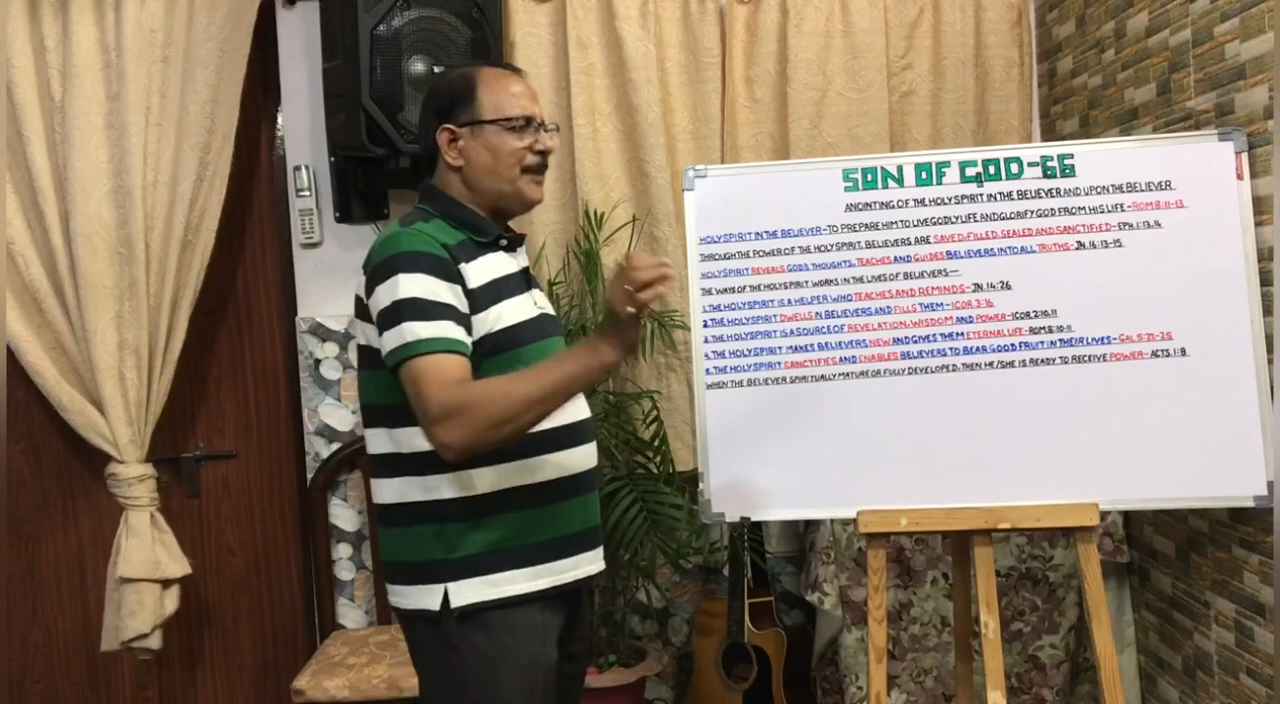 SON OF GOD-66
ANOINTING OF THE HOLY SPIRIT IN THE BELIEVER AND UPON THE BELIEVER
HOLY SPIRIT IN THE BELIEVER-TO PREPARE HIM TO LIVE GODLY LIFE AND GLORIFY GOD FROM HIS LIFE-ROM 8:11-13
THROUGH THE POWER OF THE HOLY SPIRIT, BELIEVERS ARE SAVED, FILLED, SEALED AND SANCTIFIED-EPH. 1:13,14
HOLY SPIRIT REVEALS GOD'S THOUGHTS, TEACHES AND GUIDES BELIEVERS INTO ALL TRUTHS-JN. 16:13-15
THE WAYS OF THE HOLY SPIRIT WORKS IN THE LIVES OF BELIEVERS-
1. THE HOLY SPIRIT IS A HELPER WHO TEACHES AND REMINDS-JN. 14:26
2. THE HOLY SPIRIT DWELLS IN BELIEVERS AND FILLS THEM-1COR. 3:16
3. THE HOLY SPIRIT IS A SOURCE OF REVELATION, WISDOM AND POWER-1COR 2:10,11
4. THE HOLY SPIRIT MAKES BELIEVERS NEW AND GIVES THEM ETERNAL LIFE-ROM. 8:10-11
5. THE HOLY SPIRIT SANCTIFIES AND ENABLES BELIEVERS TO BEAR GOOD FRUIT IN THEIR LIVES-GAL 5:21-25
WHEN THE BELIEVER SPIRITUALLY MATURE OR FULLY DEVELOPED, THEN HE/SHE IS READY TO RECEIVE POWER-ACTS. 1:8